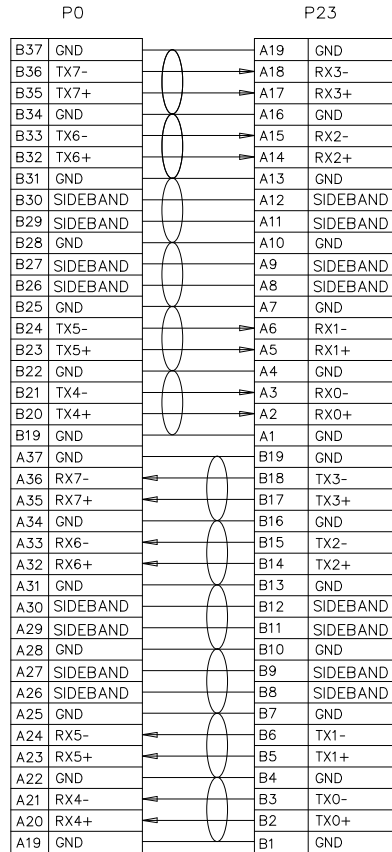 P0 P23
B37 GND A19 GND
B36 TX7- A18 RX3-
B35 TX7+ A17 RX3+
B34 GND A16 GND
B33 TX6- A15 RX2-
B32 TX6+ A14 RX2+
B31 GND A13 GND
B30 SIDEBAND A12 SIDEBAND
B29 SIDEBAND A11 SIDEBAND
B28 GND A10 GND
B27 SIDEBAND A9 SIDEBAND
B26 SIDEBAND A8 SIDEBAND
B25 GND A7 GND
B24 TX5- A6 RX1-
B23 TX5+ A5 RX1+
B22 GND A4 GND
B21 TX4- A3 RX0-
B20 TX4+ A2 RX0+
B19 GND A1 GND
A37 GND B19 GND
A36 RX7- B18 TX3-
A35 RX7+ B17 TX3+
A34 GND B16 GND
A33 RX6- B15 TX2-
A32 RX6+ B14 TX2+
A31 GND B13 GND
A30 SIDEBAND B12 SIDEBAND
A29 SIDEBAND B11 SIDEBAND
A28 GND B10 GND
A27 SIDEBAND B9 SIDEBAND
A26 SIDEBAND B8 SIDEBAND
A25 GND B7 GND
A24 RX5- B6 TX1-
A23 RX5+ B5 TX1+
A22 GND B4 GND
A21 RX4- B3 TX0-
A20 RX4+ B2 TX0+
A19 GND B1 GND